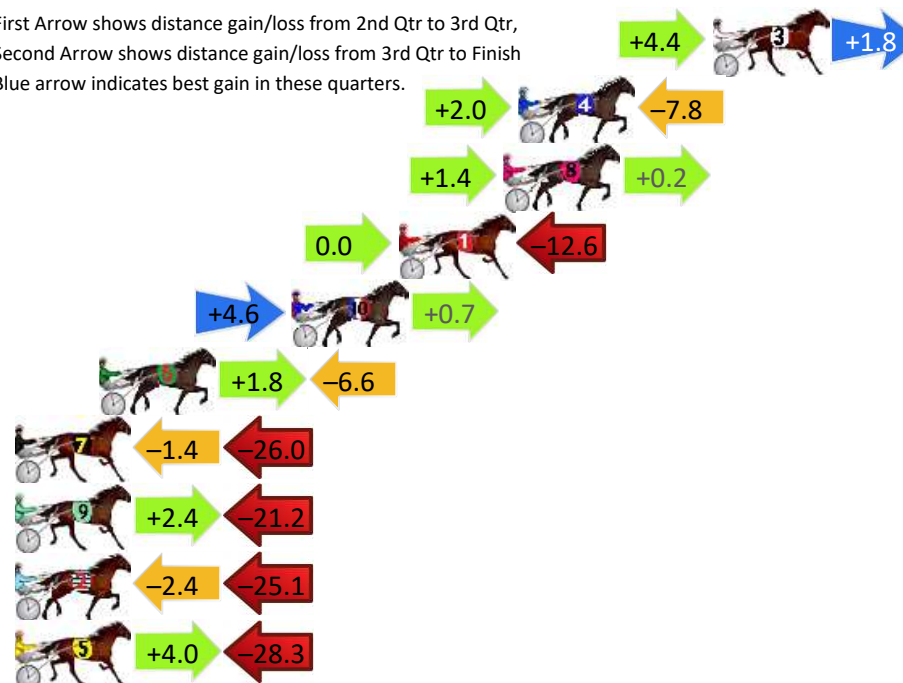 First Arrow shows distance gain/loss from 2nd Qtr to 3rd Qtr,
Second Arrow shows distance gain/loss from 3rd Qtr to Finish
Blue arrow indicates best gain in these quarters.
+4.4 3 +1.8
+2.0 4 −7.8
+1.4 8 +0.2
0.0 1 −12.6
+4.6 10 +0.7
6 +1.8 −6.6
7 −1.4 −26.0
9 +2.4 −21.2
2 −2.4 −25.1
5 +4.0 −28.3